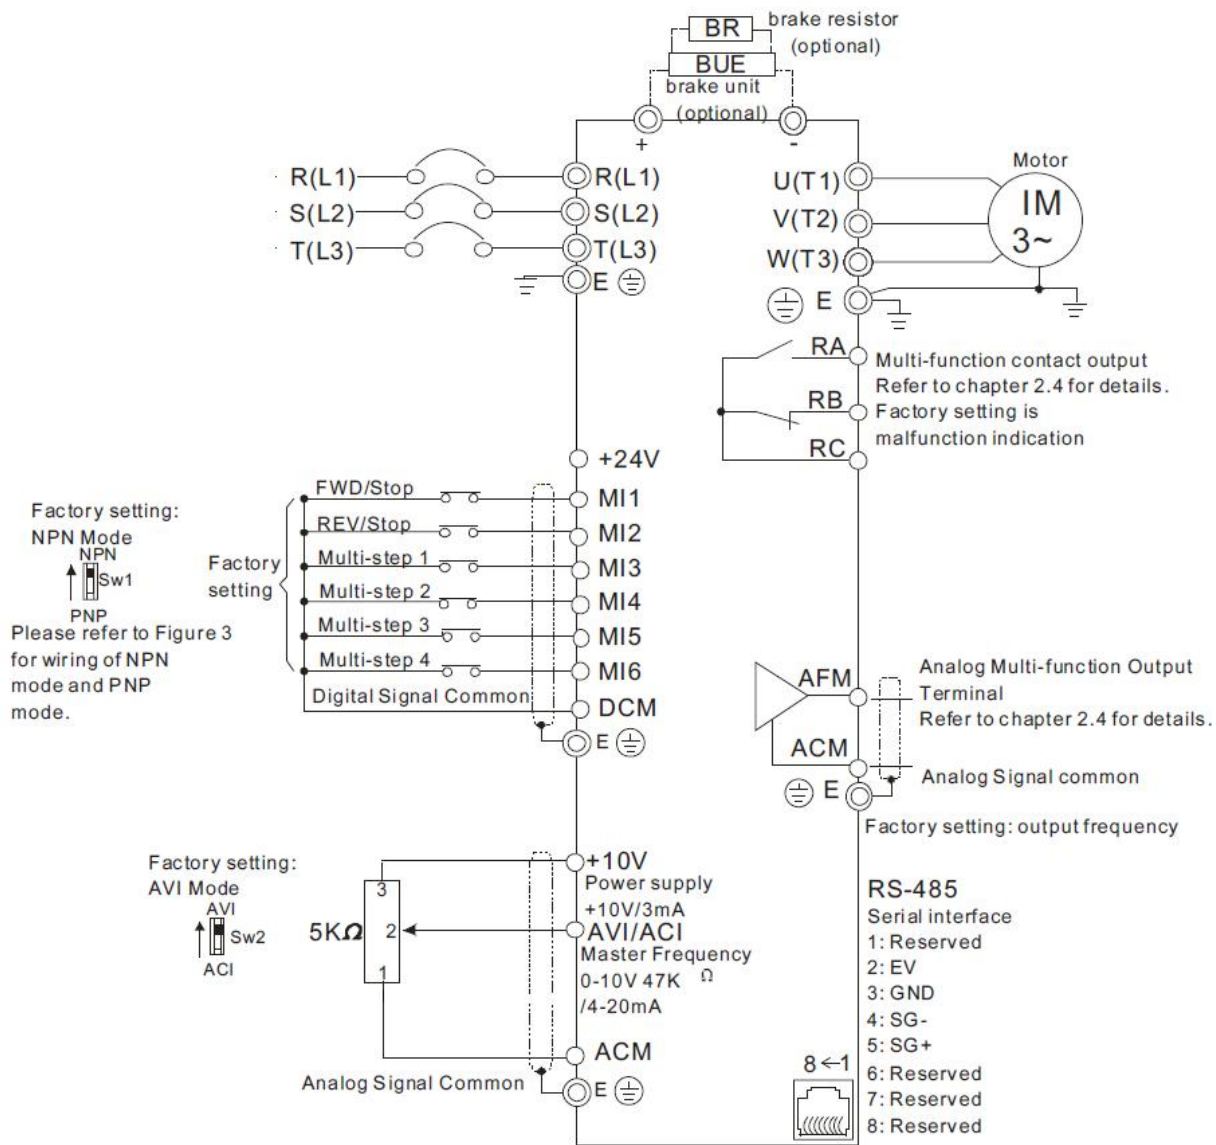 BR
brake resistor
(optional)
BUE
brake unit
(optional)
+
-
R(L1)
R(L1)
S(L2)
S(L2)
T(L3)
T(L3)
E
U(T1)
V(T2)
W(T3)
E
Motor
IM
3~
RA
RB
RC
Multi-function contact output
Refer to chapter 2.4 for details.
Factory setting is
malfunction indication
+24V
FWD/Stop
MI1
REV/Stop
MI2
Multi-step 1
MI3
Multi-step 2
MI4
Multi-step 3
MI5
Multi-step 4
MI6
Digital Signal Common
DCM
E
Factory
setting
Factory setting:
NPN Mode
NPN
Sw1
PNP
Please refer to Figure 3
for wiring of NPN
mode and PNP
mode.
AFM
ACM
E
Analog Multi-function Output
Terminal
Refer to chapter 2.4 for details.
Analog Signal common
Factory setting: output frequency
Factory setting:
AVI Mode
AVI
Sw2
ACI
5KΩ
3
2
1
+10V
Power supply
+10V/3mA
AVI/ACI
Master Frequency
0-10V 47K Ω
/4-20mA
ACM
Analog Signal Common
E
RS-485
Serial interface
1: Reserved
2: EV
3: GND
4: SG-
5: SG+
6: Reserved
7: Reserved
8: Reserved
8←1